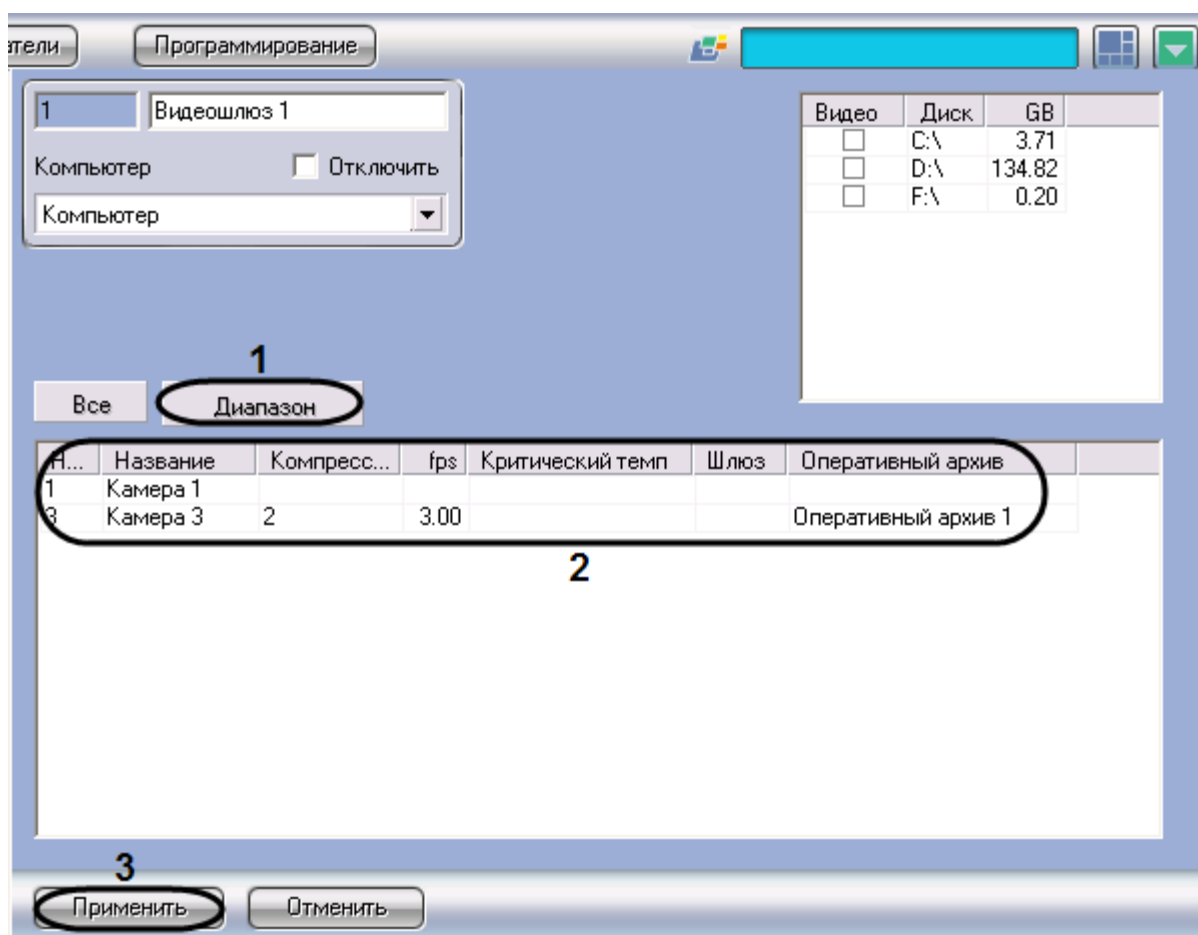 атели Программирование
1 Видеошлюз 1
Компьютер Отключить
Компьютер
Видео Диск GB
C:\ 3.71
D:\ 134.82
F:\ 0.20
1
Все Диапазон
Н... Название Компресс... fps Критический темп Шлюз Оперативный архив
1 Камера 1
3 Камера 3 2 3.00 Оперативный архив 1
2
3
Применить Отменить